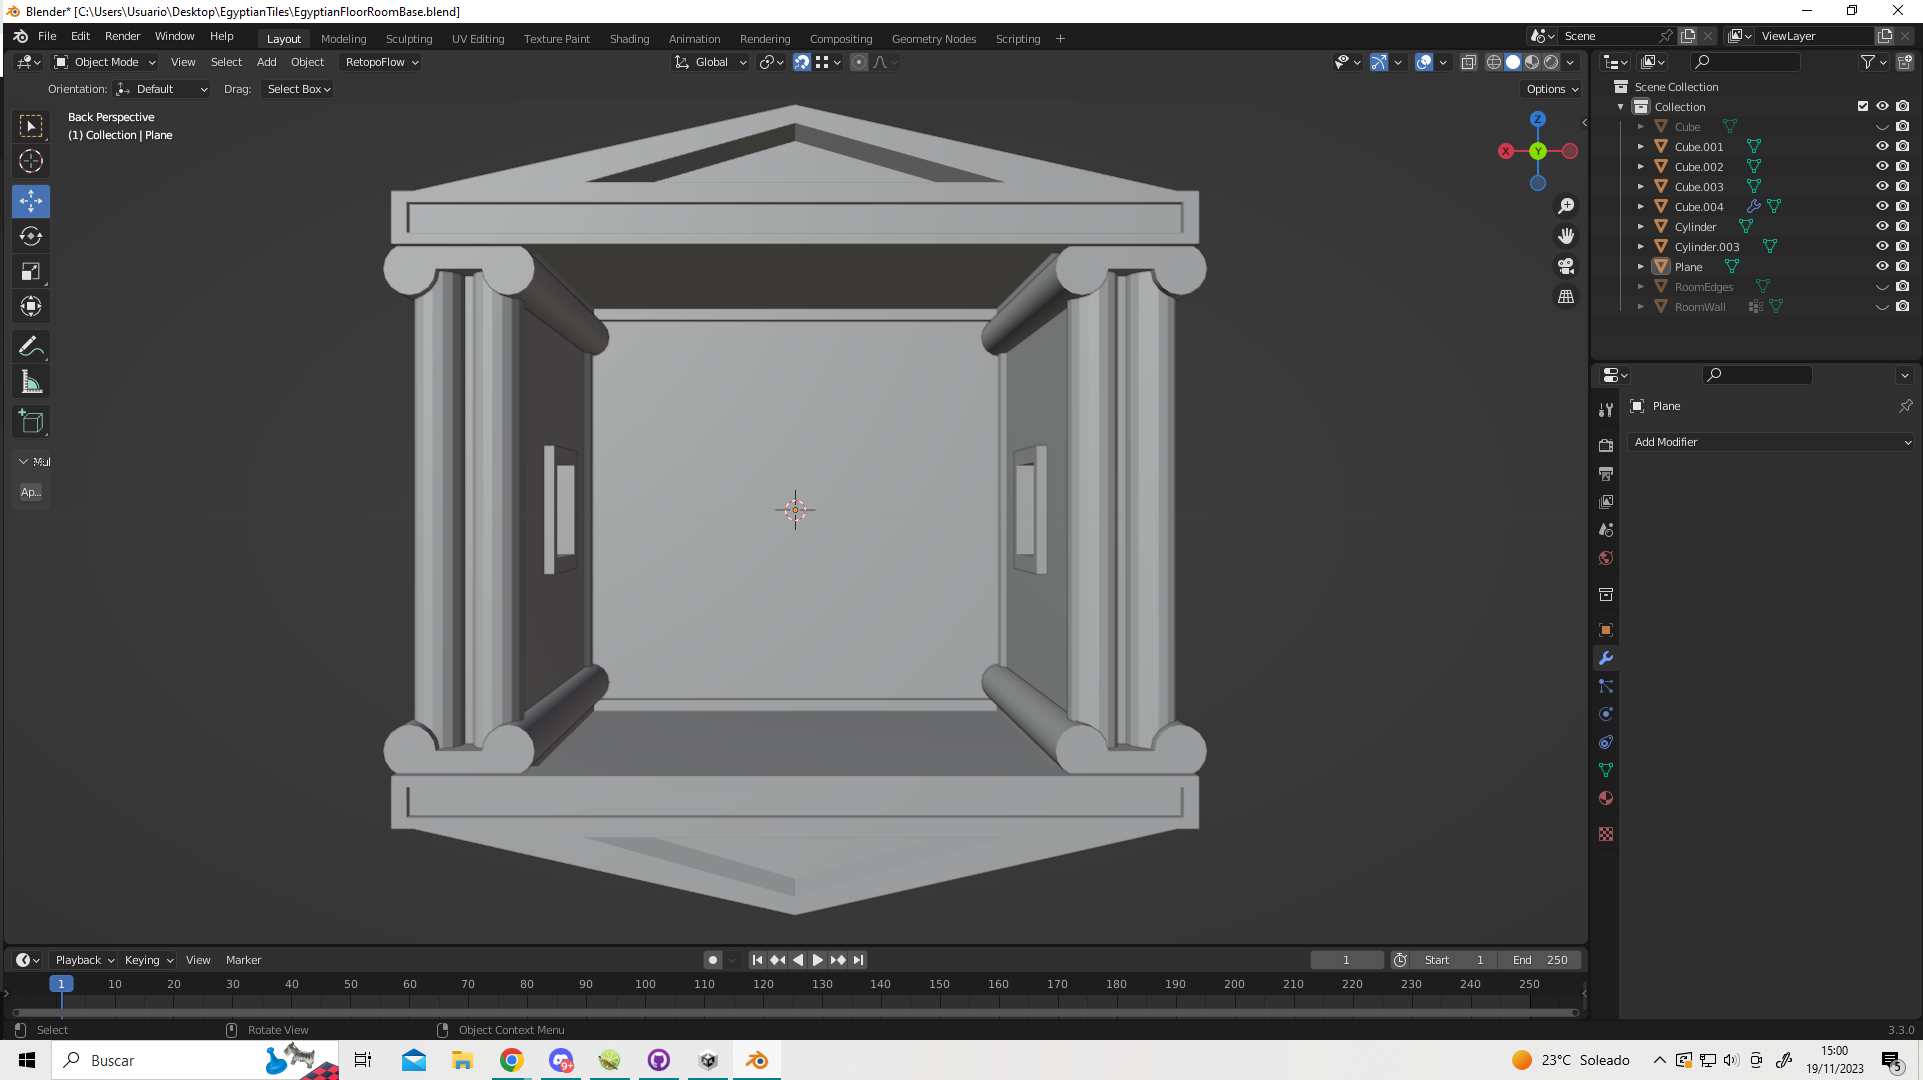 Blender* [C:\Users\Usuario\Desktop\EgyptianTiles\EgyptianFloorRoomBase.blend]
File Edit Render Window Help Layout Modeling Sculpting UV Editing Texture Paint Shading Animation Rendering Compositing Geometry Nodes Scripting + Scene ViewLayer
Object Mode View Select Add Object RetopoFlow Global
Orientation: Default Drag: Select Box Options
Back Perspective
(1) Collection | Plane
Z
X
Y
Mul
Ap...
Scene Collection
Collection
Cube
Cube.001
Cube.002
Cube.003
Cube.004
Cylinder
Cylinder.003
Plane
RoomEdges
RoomWall
Plane
Add Modifier
Playback Keying View Marker 1 Start 1 End 250
1 10 20 30 40 50 60 70 80 90 100 110 120 130 140 150 160 170 180 190 200 210 220 230 240 250
Select Rotate View Object Context Menu 3.3.0
Buscar 9+ 23°C Soleado 15:00
19/11/2023 5